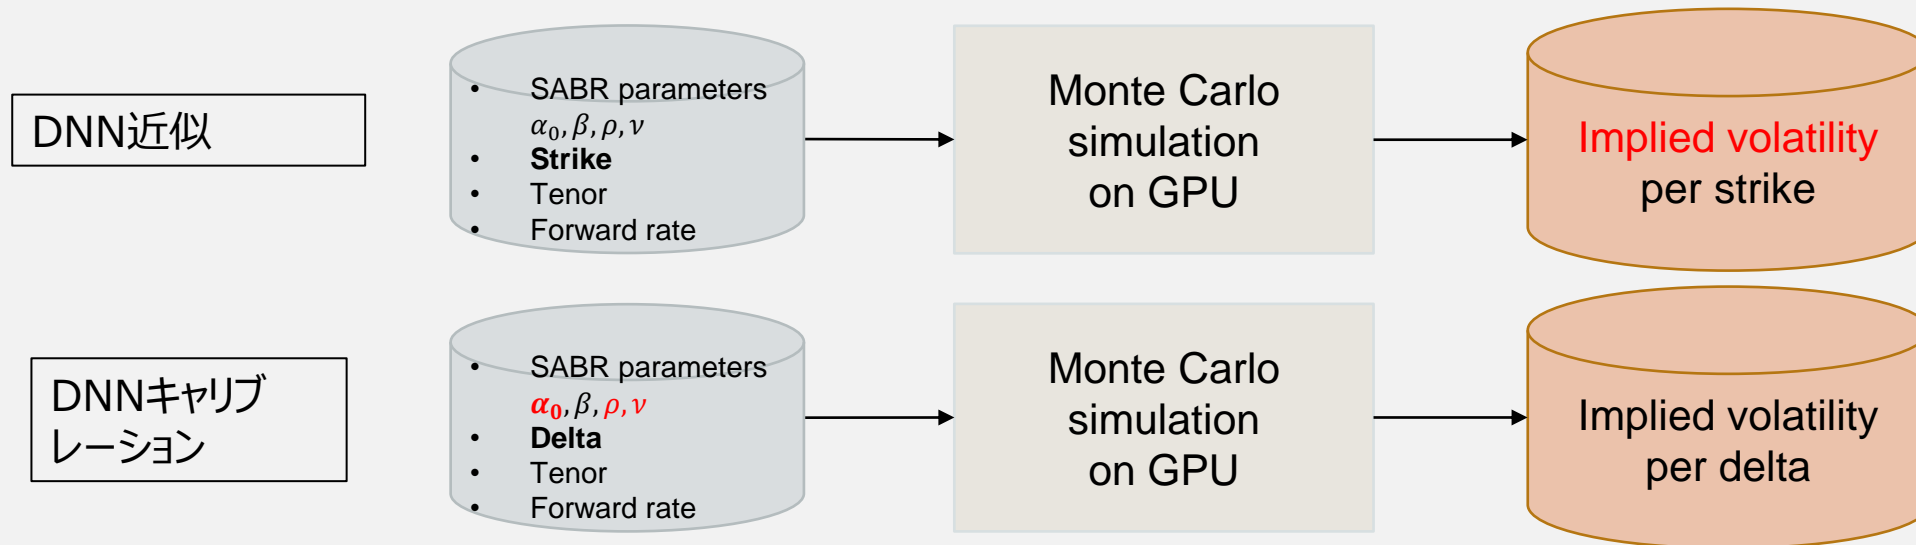 DNN近似
• SABR parameters
α₀, β, ρ, ν
• Strike
• Tenor
• Forward rate
Monte Carlo
simulation
on GPU
Implied volatility
per strike
DNNキャリブ
レーション
• SABR parameters
α₀, β, ρ, ν
• Delta
• Tenor
• Forward rate
Monte Carlo
simulation
on GPU
Implied volatility
per delta